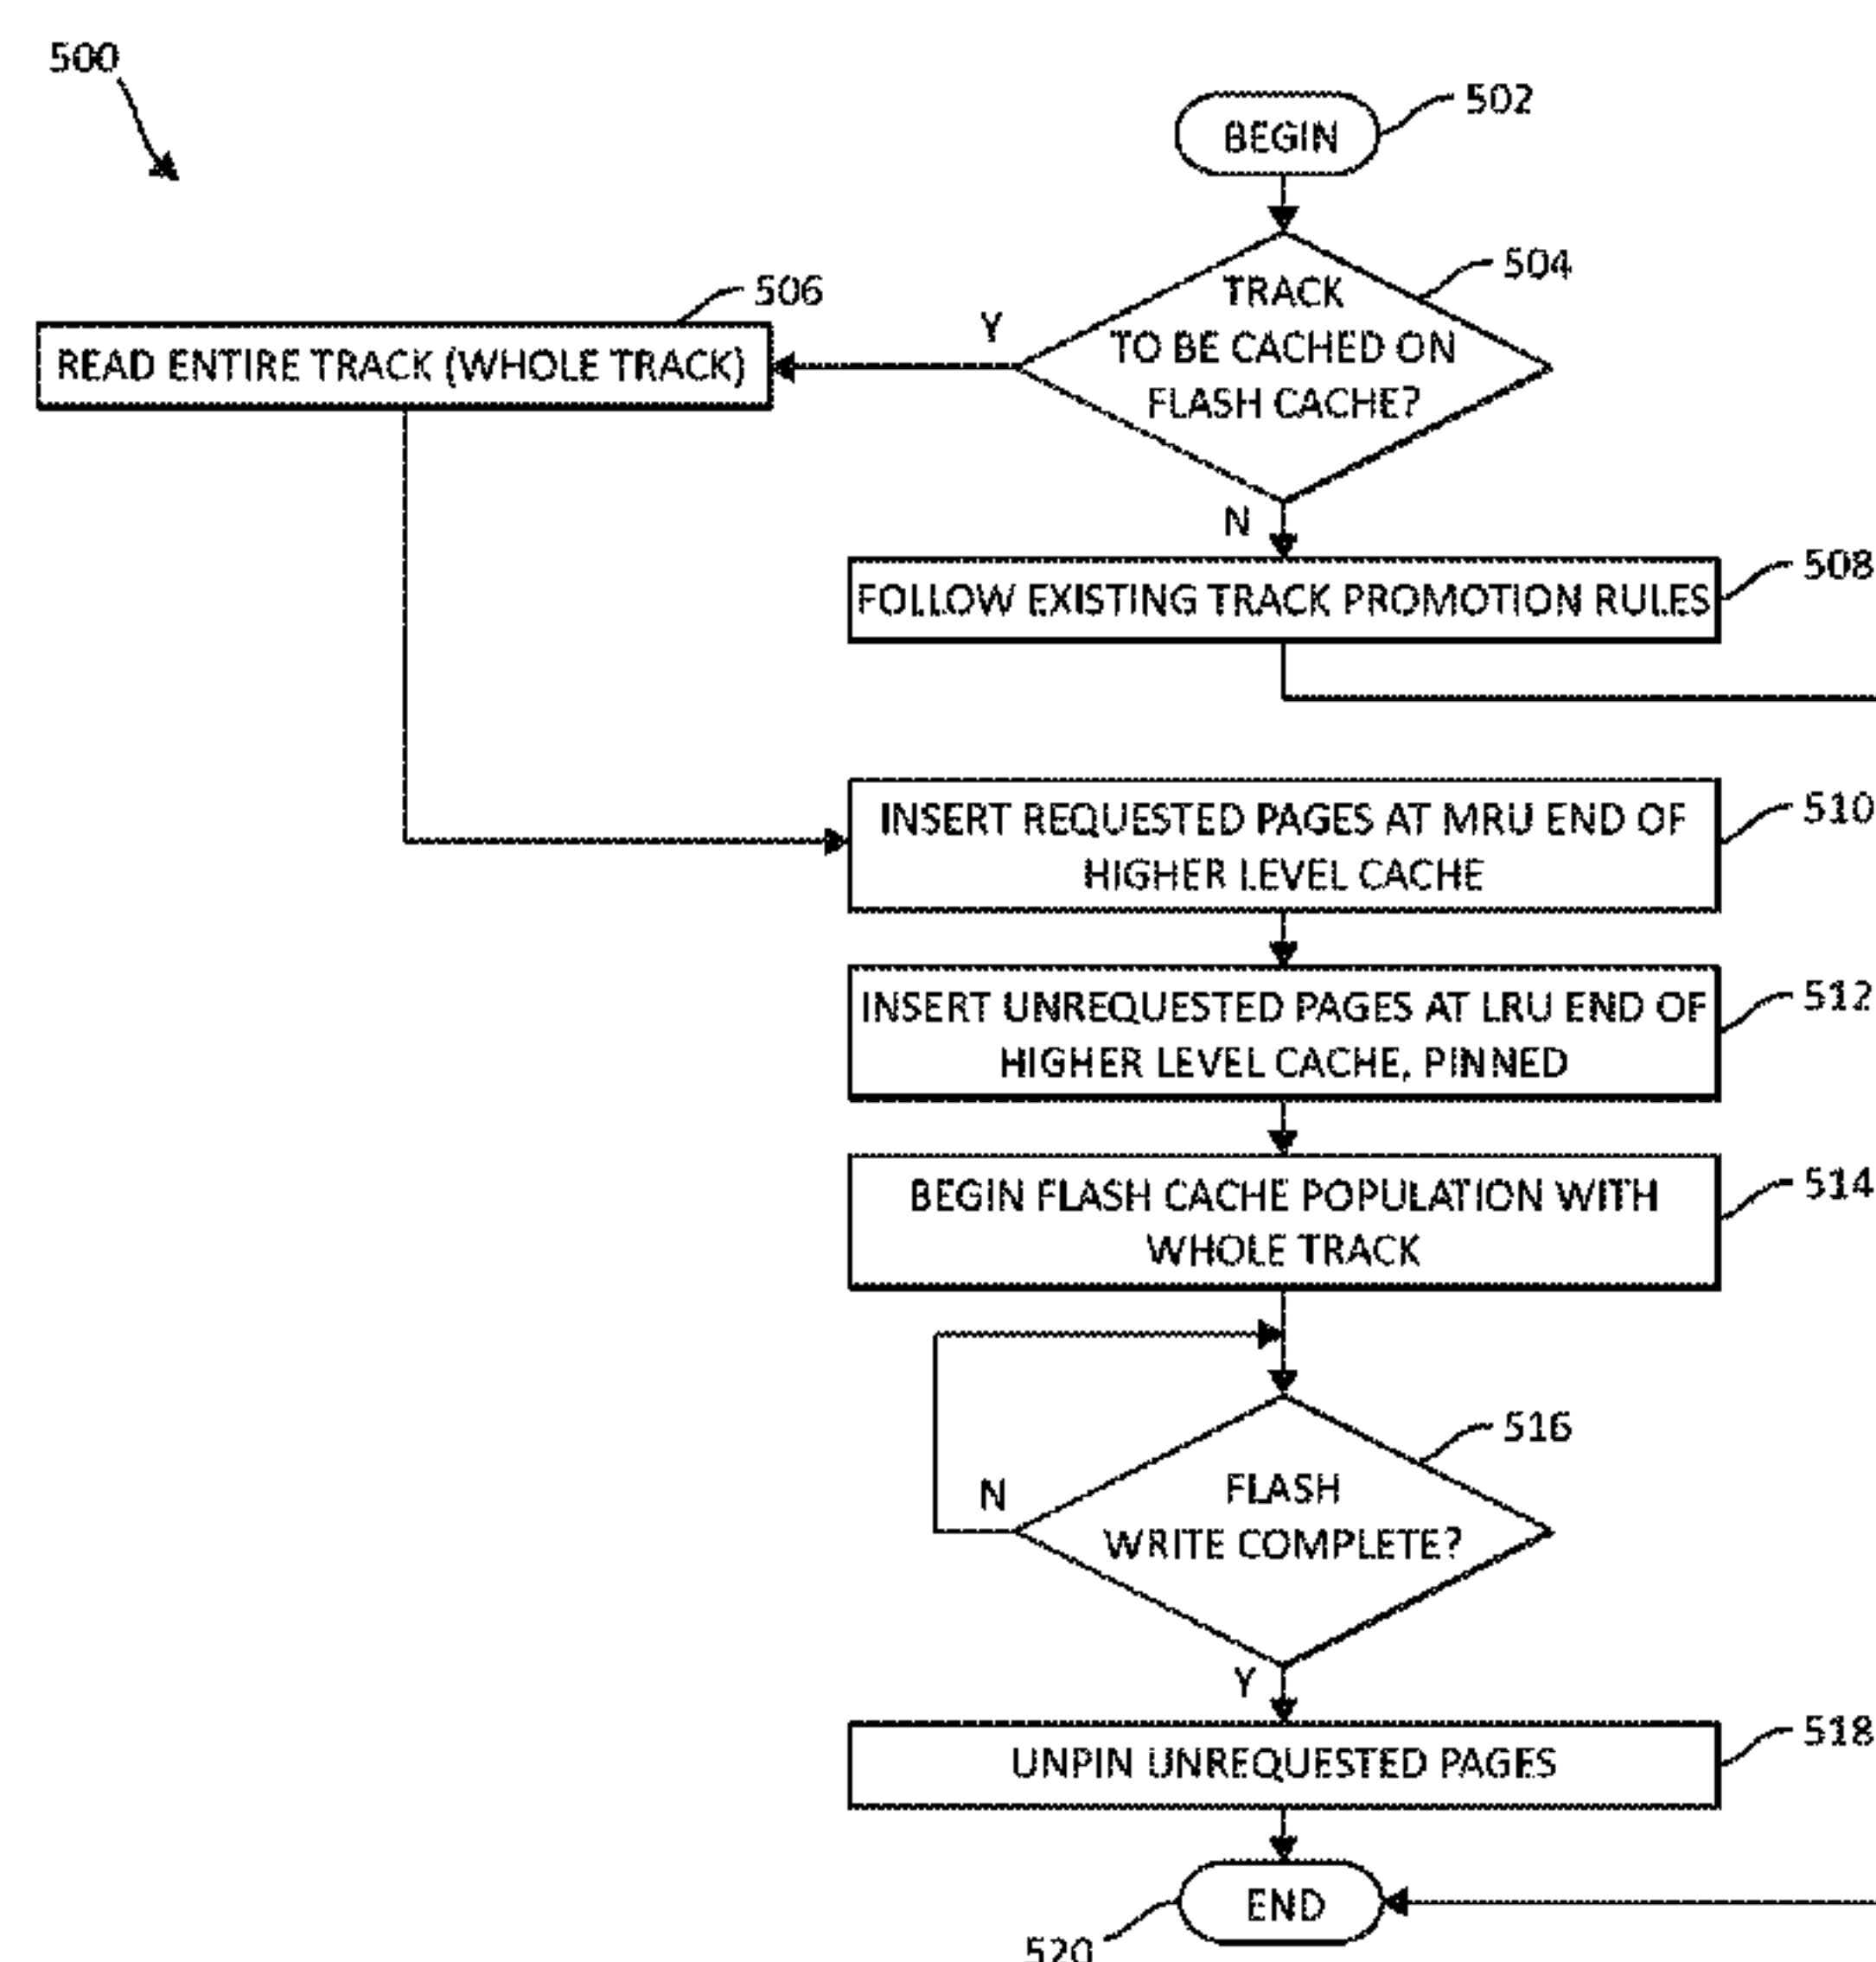 500
502
BEGIN
504
TRACK
TO BE CACHED ON
FLASH CACHE?
Y
506
READ ENTIRE TRACK (WHOLE TRACK)
N
508
FOLLOW EXISTING TRACK PROMOTION RULES
510
INSERT REQUESTED PAGES AT MRU END OF
HIGHER LEVEL CACHE
512
INSERT UNREQUESTED PAGES AT LRU END OF
HIGHER LEVEL CACHE, PINNED
514
BEGIN FLASH CACHE POPULATION WITH
WHOLE TRACK
516
FLASH
WRITE COMPLETE?
N
Y
518
UNPIN UNREQUESTED PAGES
END
520